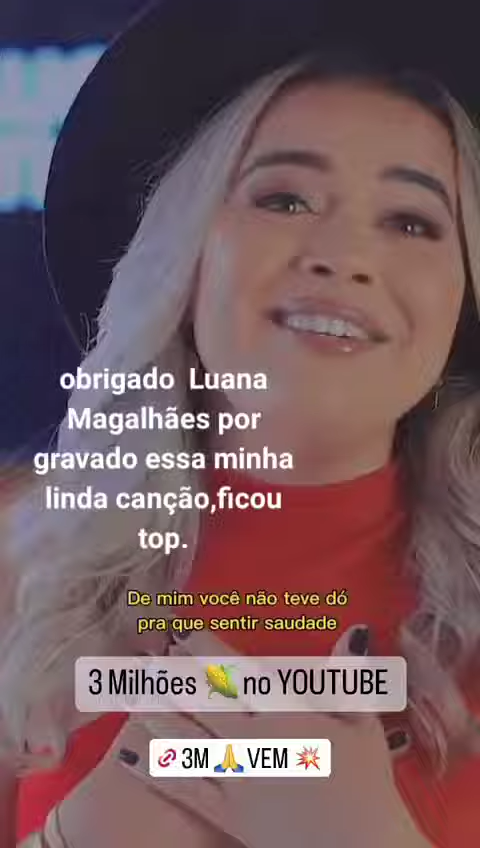 obrigado Luana
Magalhães por
gravado essa minha
linda canção,ficou
top.
De mim você não teve dó
pra que sentir saudade
3 Milhões 🌽 no YOUTUBE
3M 🙏 VEM 💥